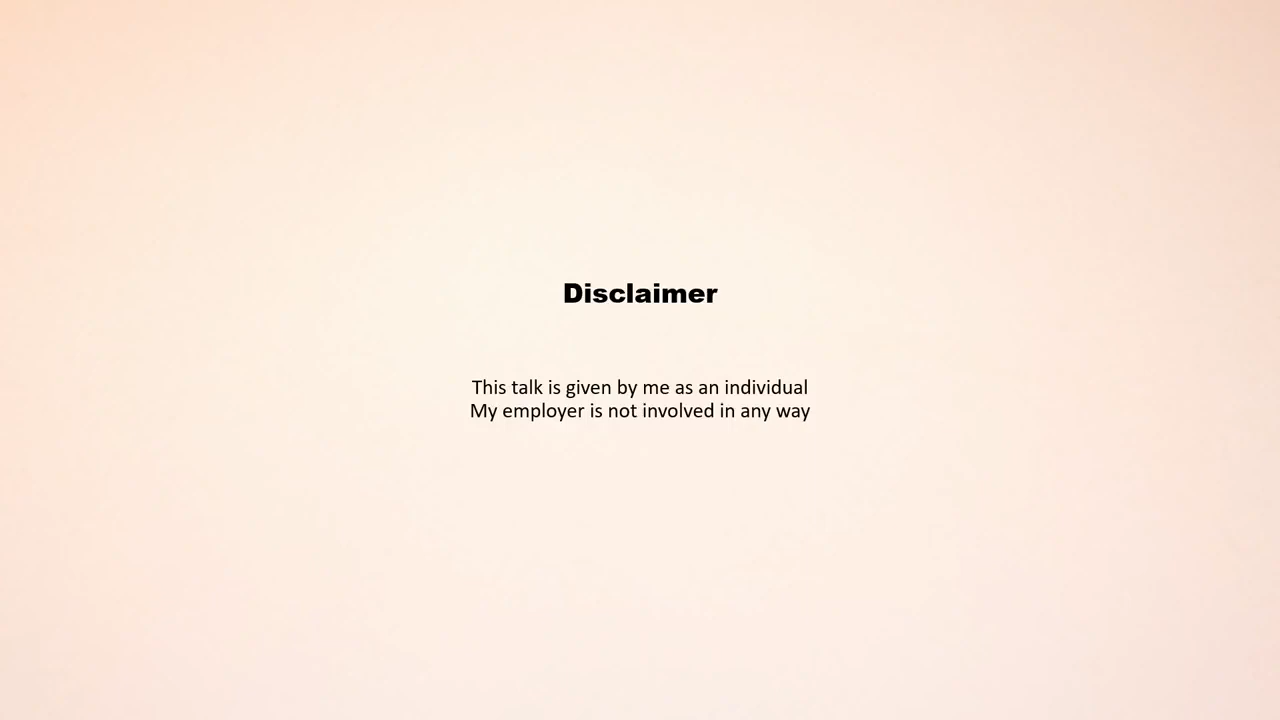 Disclaimer
This talk is given by me as an individual
My employer is not involved in any way